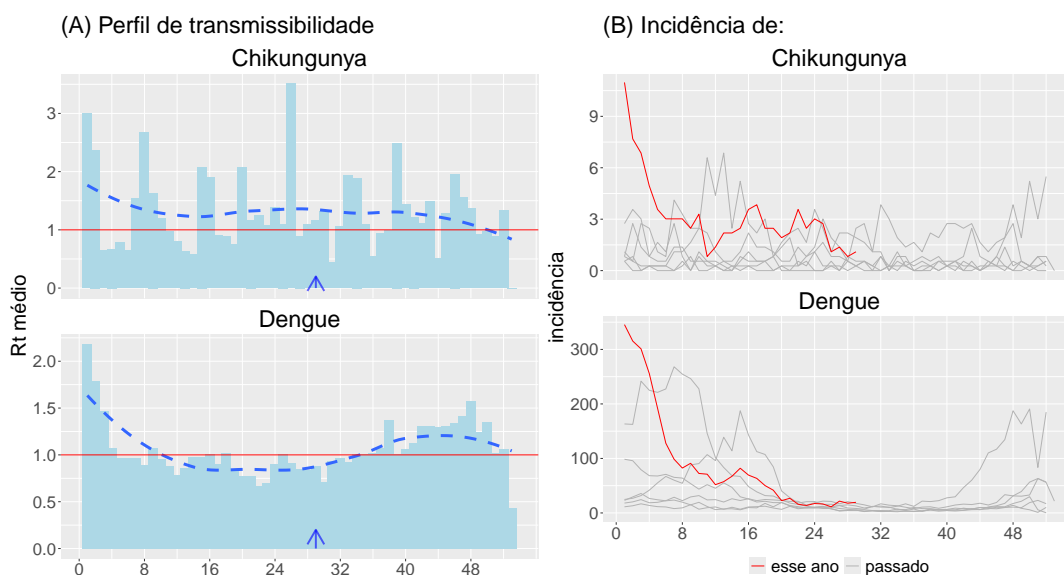 (A) Perfil de transmissibilidade
Chikungunya
3
2
1
0
Dengue
2.0
1.5
1.0
0.5
0.0
Rt médio
0 8 16 24 32 40 48
(B) Incidência de:
Chikungunya
9
6
3
0
Dengue
300
200
100
0
incidência
0 8 16 24 32 40 48
esse ano passado